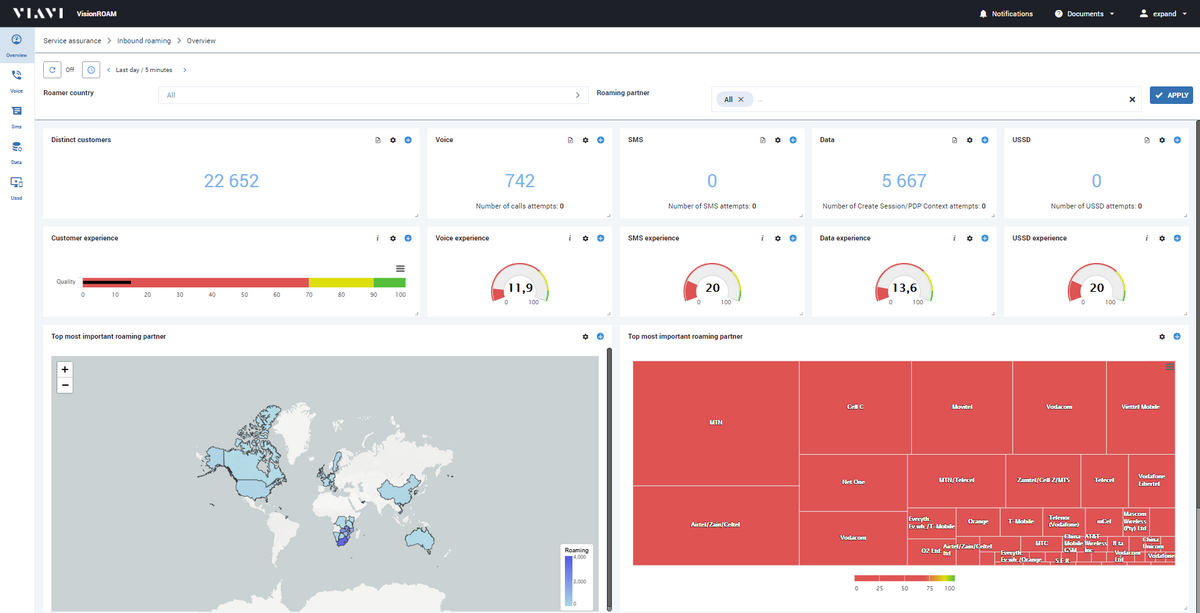 VIAVI VisionROAM Notifications Documents expand
Service assurance > Inbound roaming > Overview
Overview
Voice
Sms
Data
Ussd
Off Last day / 5 minutes
Roamer country All Roaming partner All APPLY
Distinct customers
22 652
Voice
742
Number of calls attempts: 0
SMS
0
Number of SMS attempts: 0
Data
5 667
Number of Create Session/PDP Context attempts: 0
USSD
0
Number of USSD attempts: 0
Customer experience
Quality
0 10 20 30 40 50 60 70 80 90 100
Voice experience
11,9
0 100
SMS experience
20
0 100
Data experience
13,6
0 100
USSD experience
20
0 100
Top most important roaming partner
+
−
Roaming
4,000
2,000
0
Top most important roaming partner
MTN
Cell C
Movitel
Vodacom
Viettel Mobile
Airtel/Zain/Celtel
Net One
MTN/Telecel
Zamtel/Cell Z/MTS
Telecel
Vodafone
Libertel
Vodacom
Everyth.
Ev.wh./T-Mobile
Orange
T-Mobile
Telenor
(Vodafone)
mCel
Mascom
Wireless
(Pty) Ltd
O2 Ltd.
Airtel/Zain/Celtel
ltd
MTC
China
Mobile
GSM
AT&T
Wireless
Inc.
China
Unicom
Everyth.
Ev.wh./Orange
S.F.R.
Vodacom
Ltd
Vodafone
0 25 50 75 100